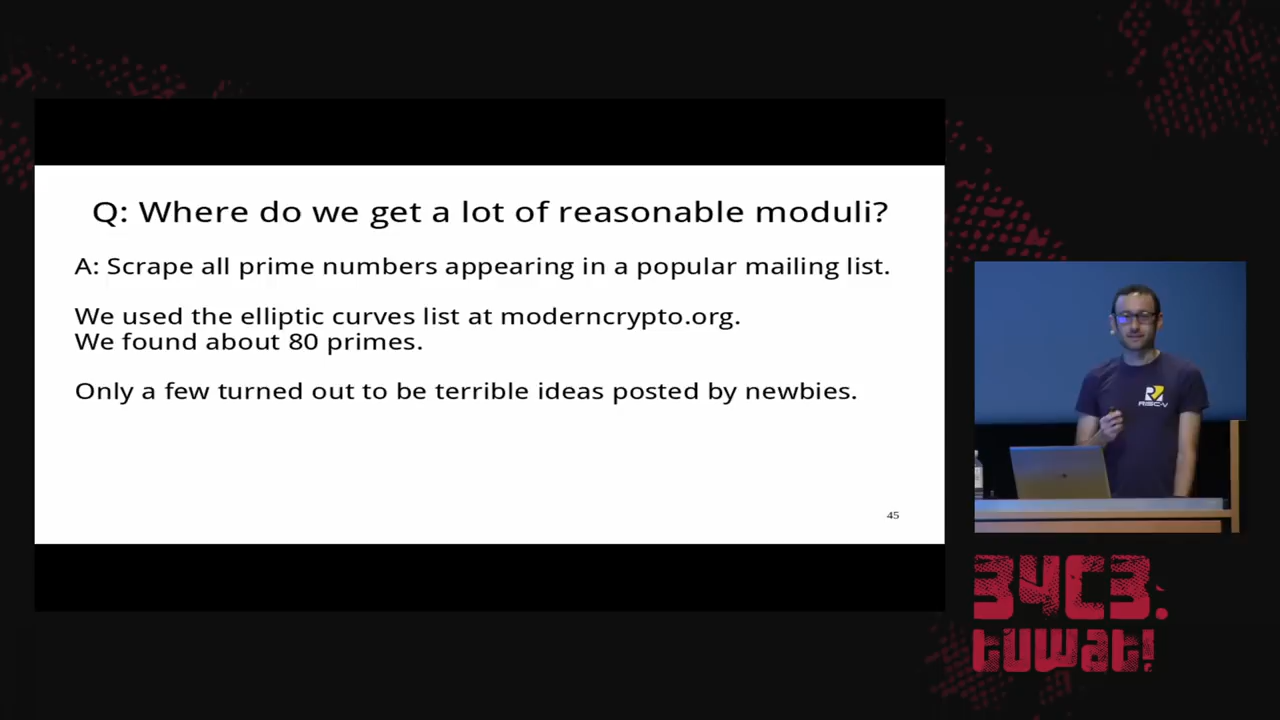 Q: Where do we get a lot of reasonable moduli?
A: Scrape all prime numbers appearing in a popular mailing list.
We used the elliptic curves list at moderncrypto.org.
We found about 80 primes.
Only a few turned out to be terrible ideas posted by newbies.
45
RISC-V
34C3.
tuwat!